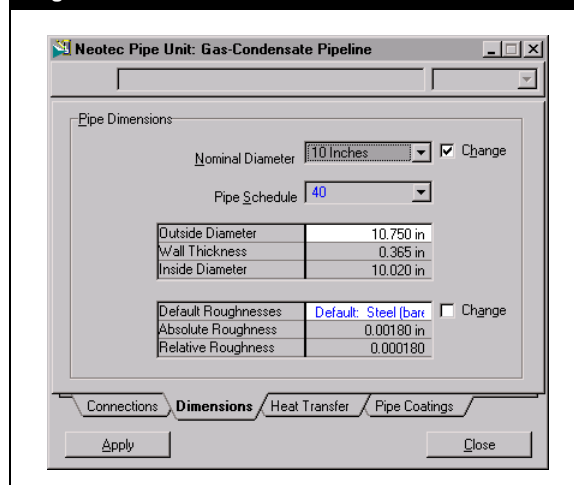 Neotec Pipe Unit: Gas-Condensate Pipeline
Pipe Dimensions
Nominal Diameter 10 Inches Change
Pipe Schedule 40
Outside Diameter 10.750 in
Wall Thickness 0.365 in
Inside Diameter 10.020 in
Default Roughnesses Default: Steel (bare Change
Absolute Roughness 0.00180 in
Relative Roughness 0.000180
Connections Dimensions Heat Transfer Pipe Coatings
Apply Close